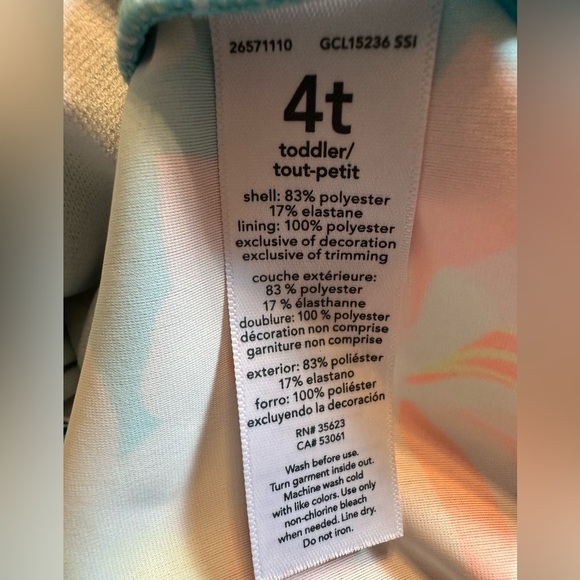 26571110 GCL15236 SSI
4t
toddler/
tout-petit
shell: 83% polyester
17% elastane
lining: 100% polyester
exclusive of decoration
exclusive of trimming
couche extérieure:
83 % polyester
17 % élasthanne
doublure: 100 % polyester
décoration non comprise
garniture non comprise
exterior: 83% poliéster
17% elastano
forro: 100% poliéster
excluyendo la decoración
RN# 35623
CA# 53061
Wash before use.
Turn garment inside out.
Machine wash cold
with like colors. Use only
non-chlorine bleach
when needed. Line dry.
Do not iron.